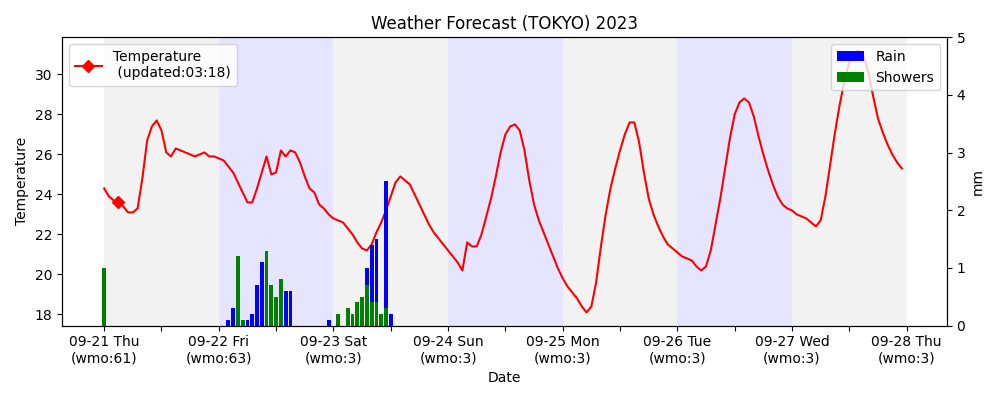 Weather Forecast (TOKYO) 2023
Temperature
(updated:03:18)
Rain
Showers
Temperature
30
28
26
24
22
20
18
5
4
3
2
1
0
mm
09-21 Thu
(wmo:61)
09-22 Fri
(wmo:63)
09-23 Sat
(wmo:3)
09-24 Sun
(wmo:3)
09-25 Mon
(wmo:3)
09-26 Tue
(wmo:3)
09-27 Wed
(wmo:3)
09-28 Thu
(wmo:3)
Date